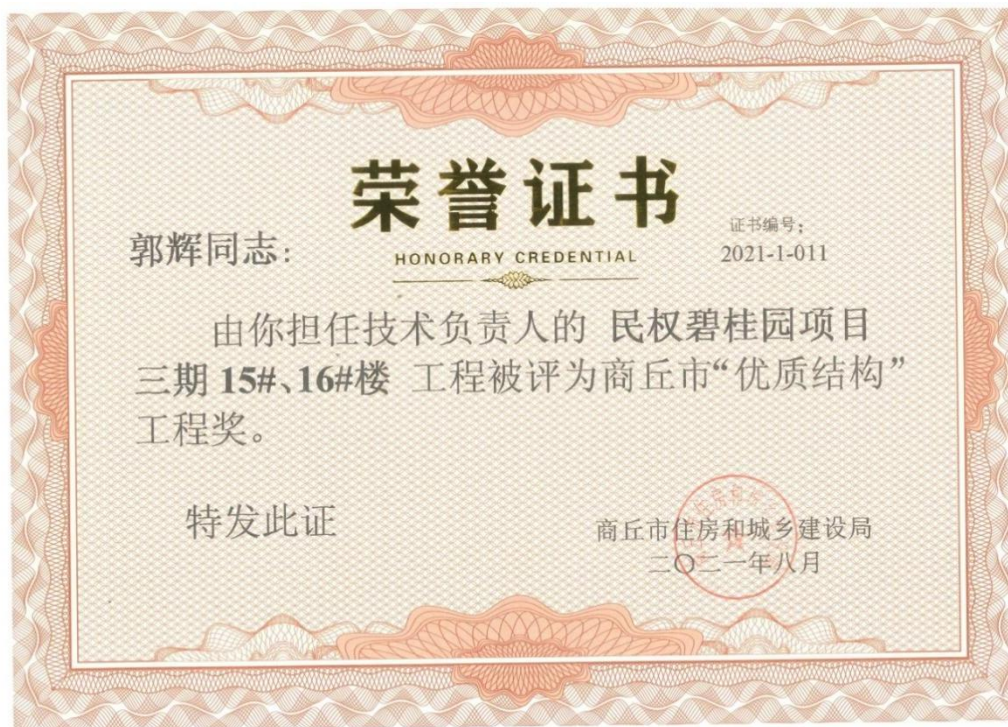 荣誉证书
HONORARY CREDENTIAL
证书编号：
2021-1-011
郭辉同志：
由你担任技术负责人的 民权碧桂园项目
三期 15#、16#楼 工程被评为商丘市“优质结构”
工程奖。
特发此证
商丘市住房和城乡建设局
二〇二一年八月